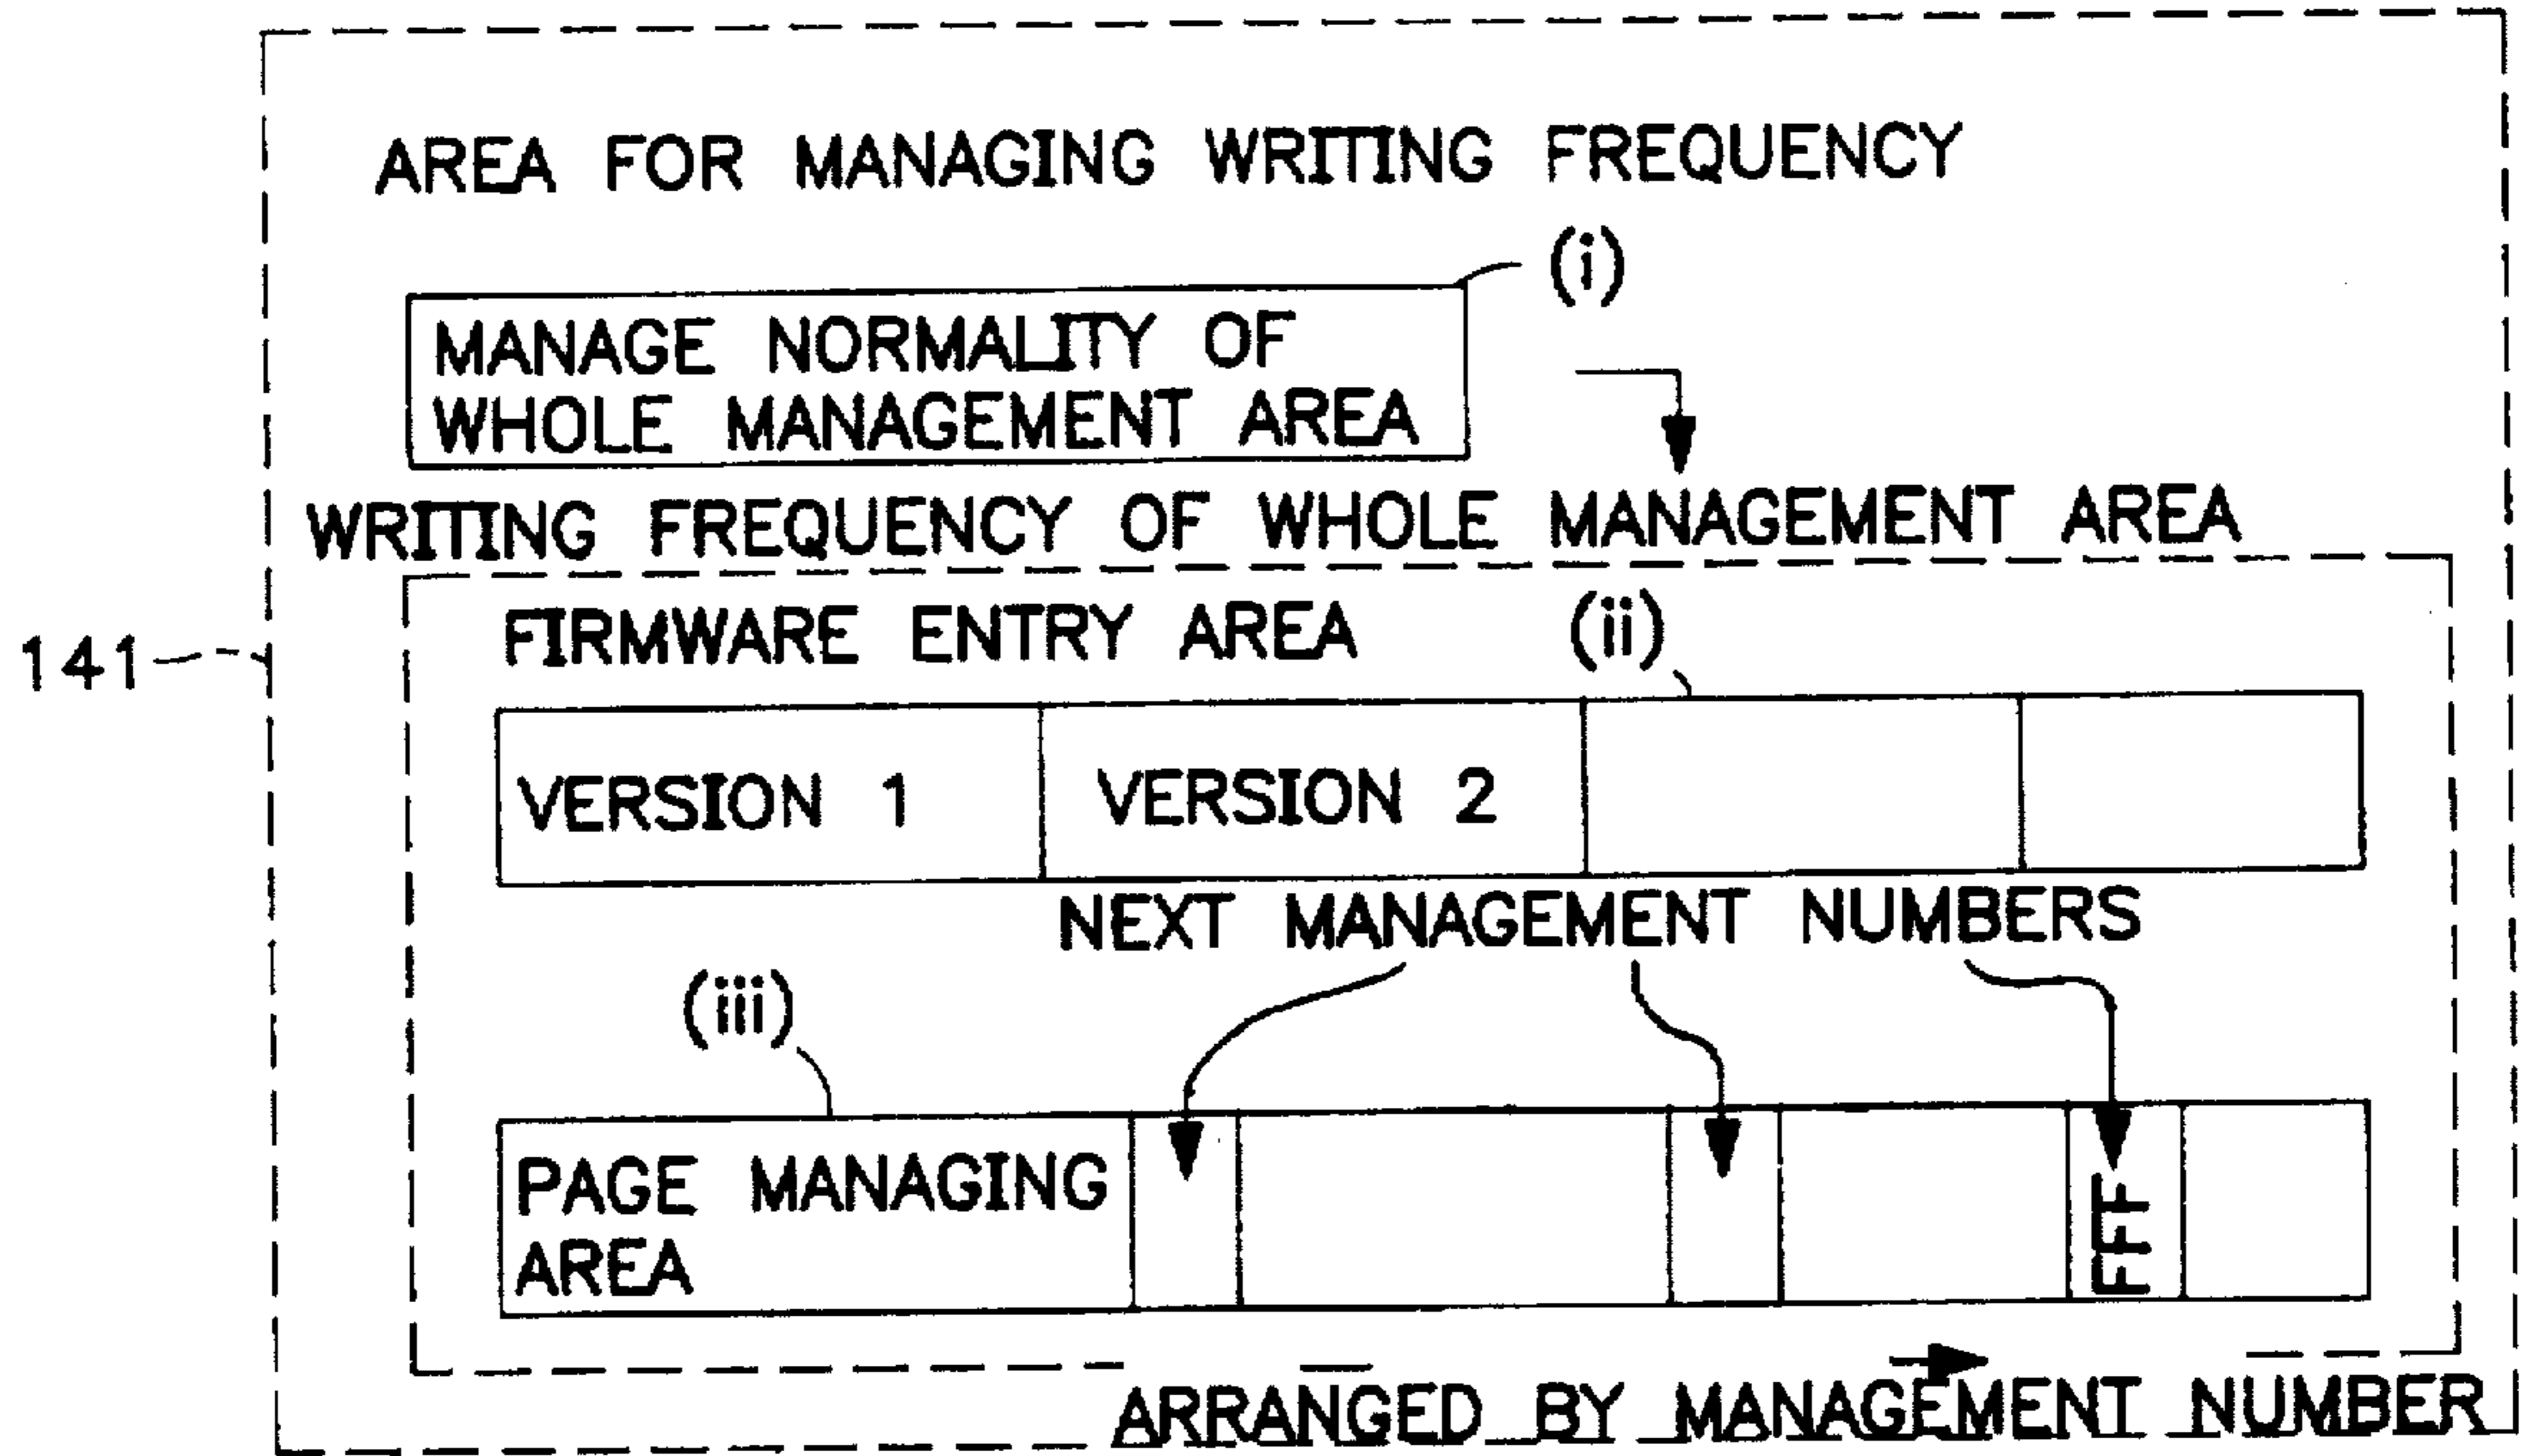 AREA FOR MANAGING WRITING FREQUENCY
(i)
MANAGE NORMALITY OF
WHOLE MANAGEMENT AREA
WRITING FREQUENCY OF WHOLE MANAGEMENT AREA
FIRMWARE ENTRY AREA
(ii)
141
VERSION 1
VERSION 2
NEXT MANAGEMENT NUMBERS
(iii)
PAGE MANAGING
AREA
FFF
ARRANGED BY MANAGEMENT NUMBER